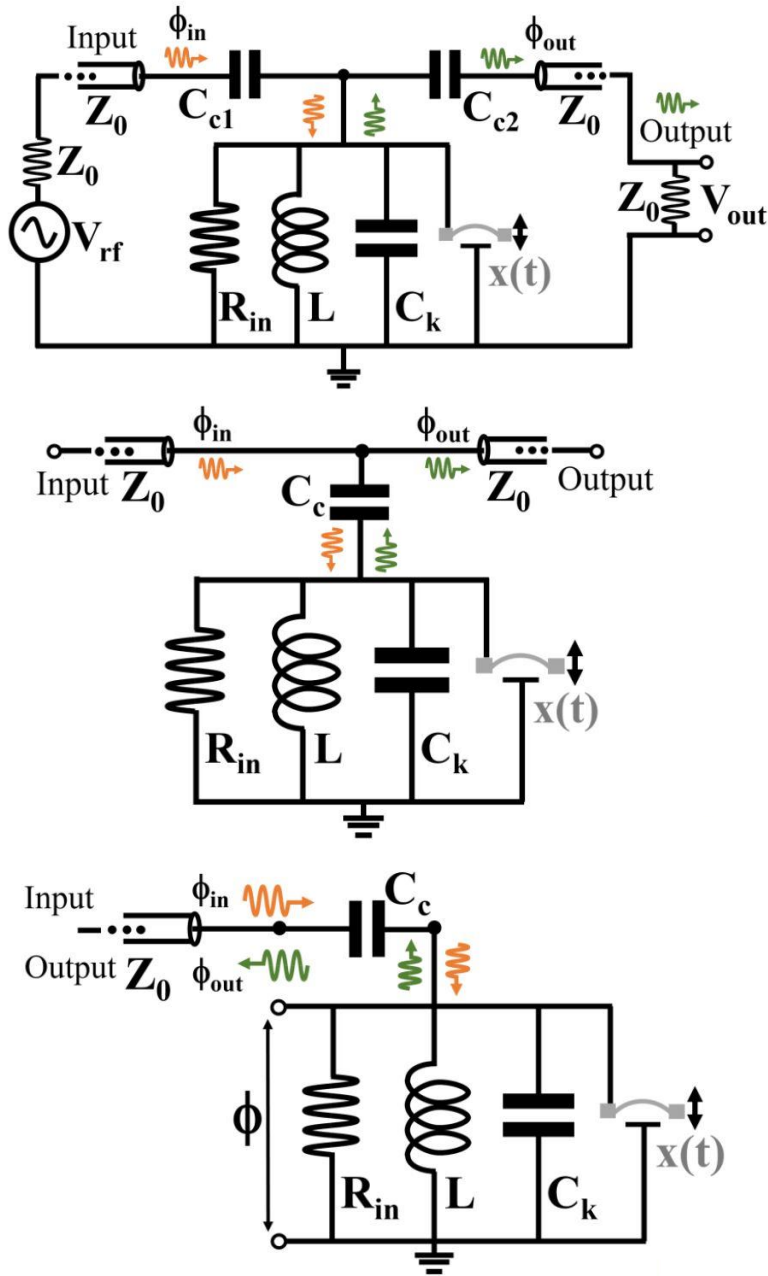 ϕin
ϕout
Input
Cc1
Cc2
Z0
Z0
Output
Z0
Z0
Vout
Vrf
x(t)
Rin
L
Ck
ϕin
ϕout
Input
Z0
Cc
Z0
Output
x(t)
Rin
L
Ck
Input
ϕin
Cc
Output
Z0
ϕout
ϕ
x(t)
Rin
L
Ck